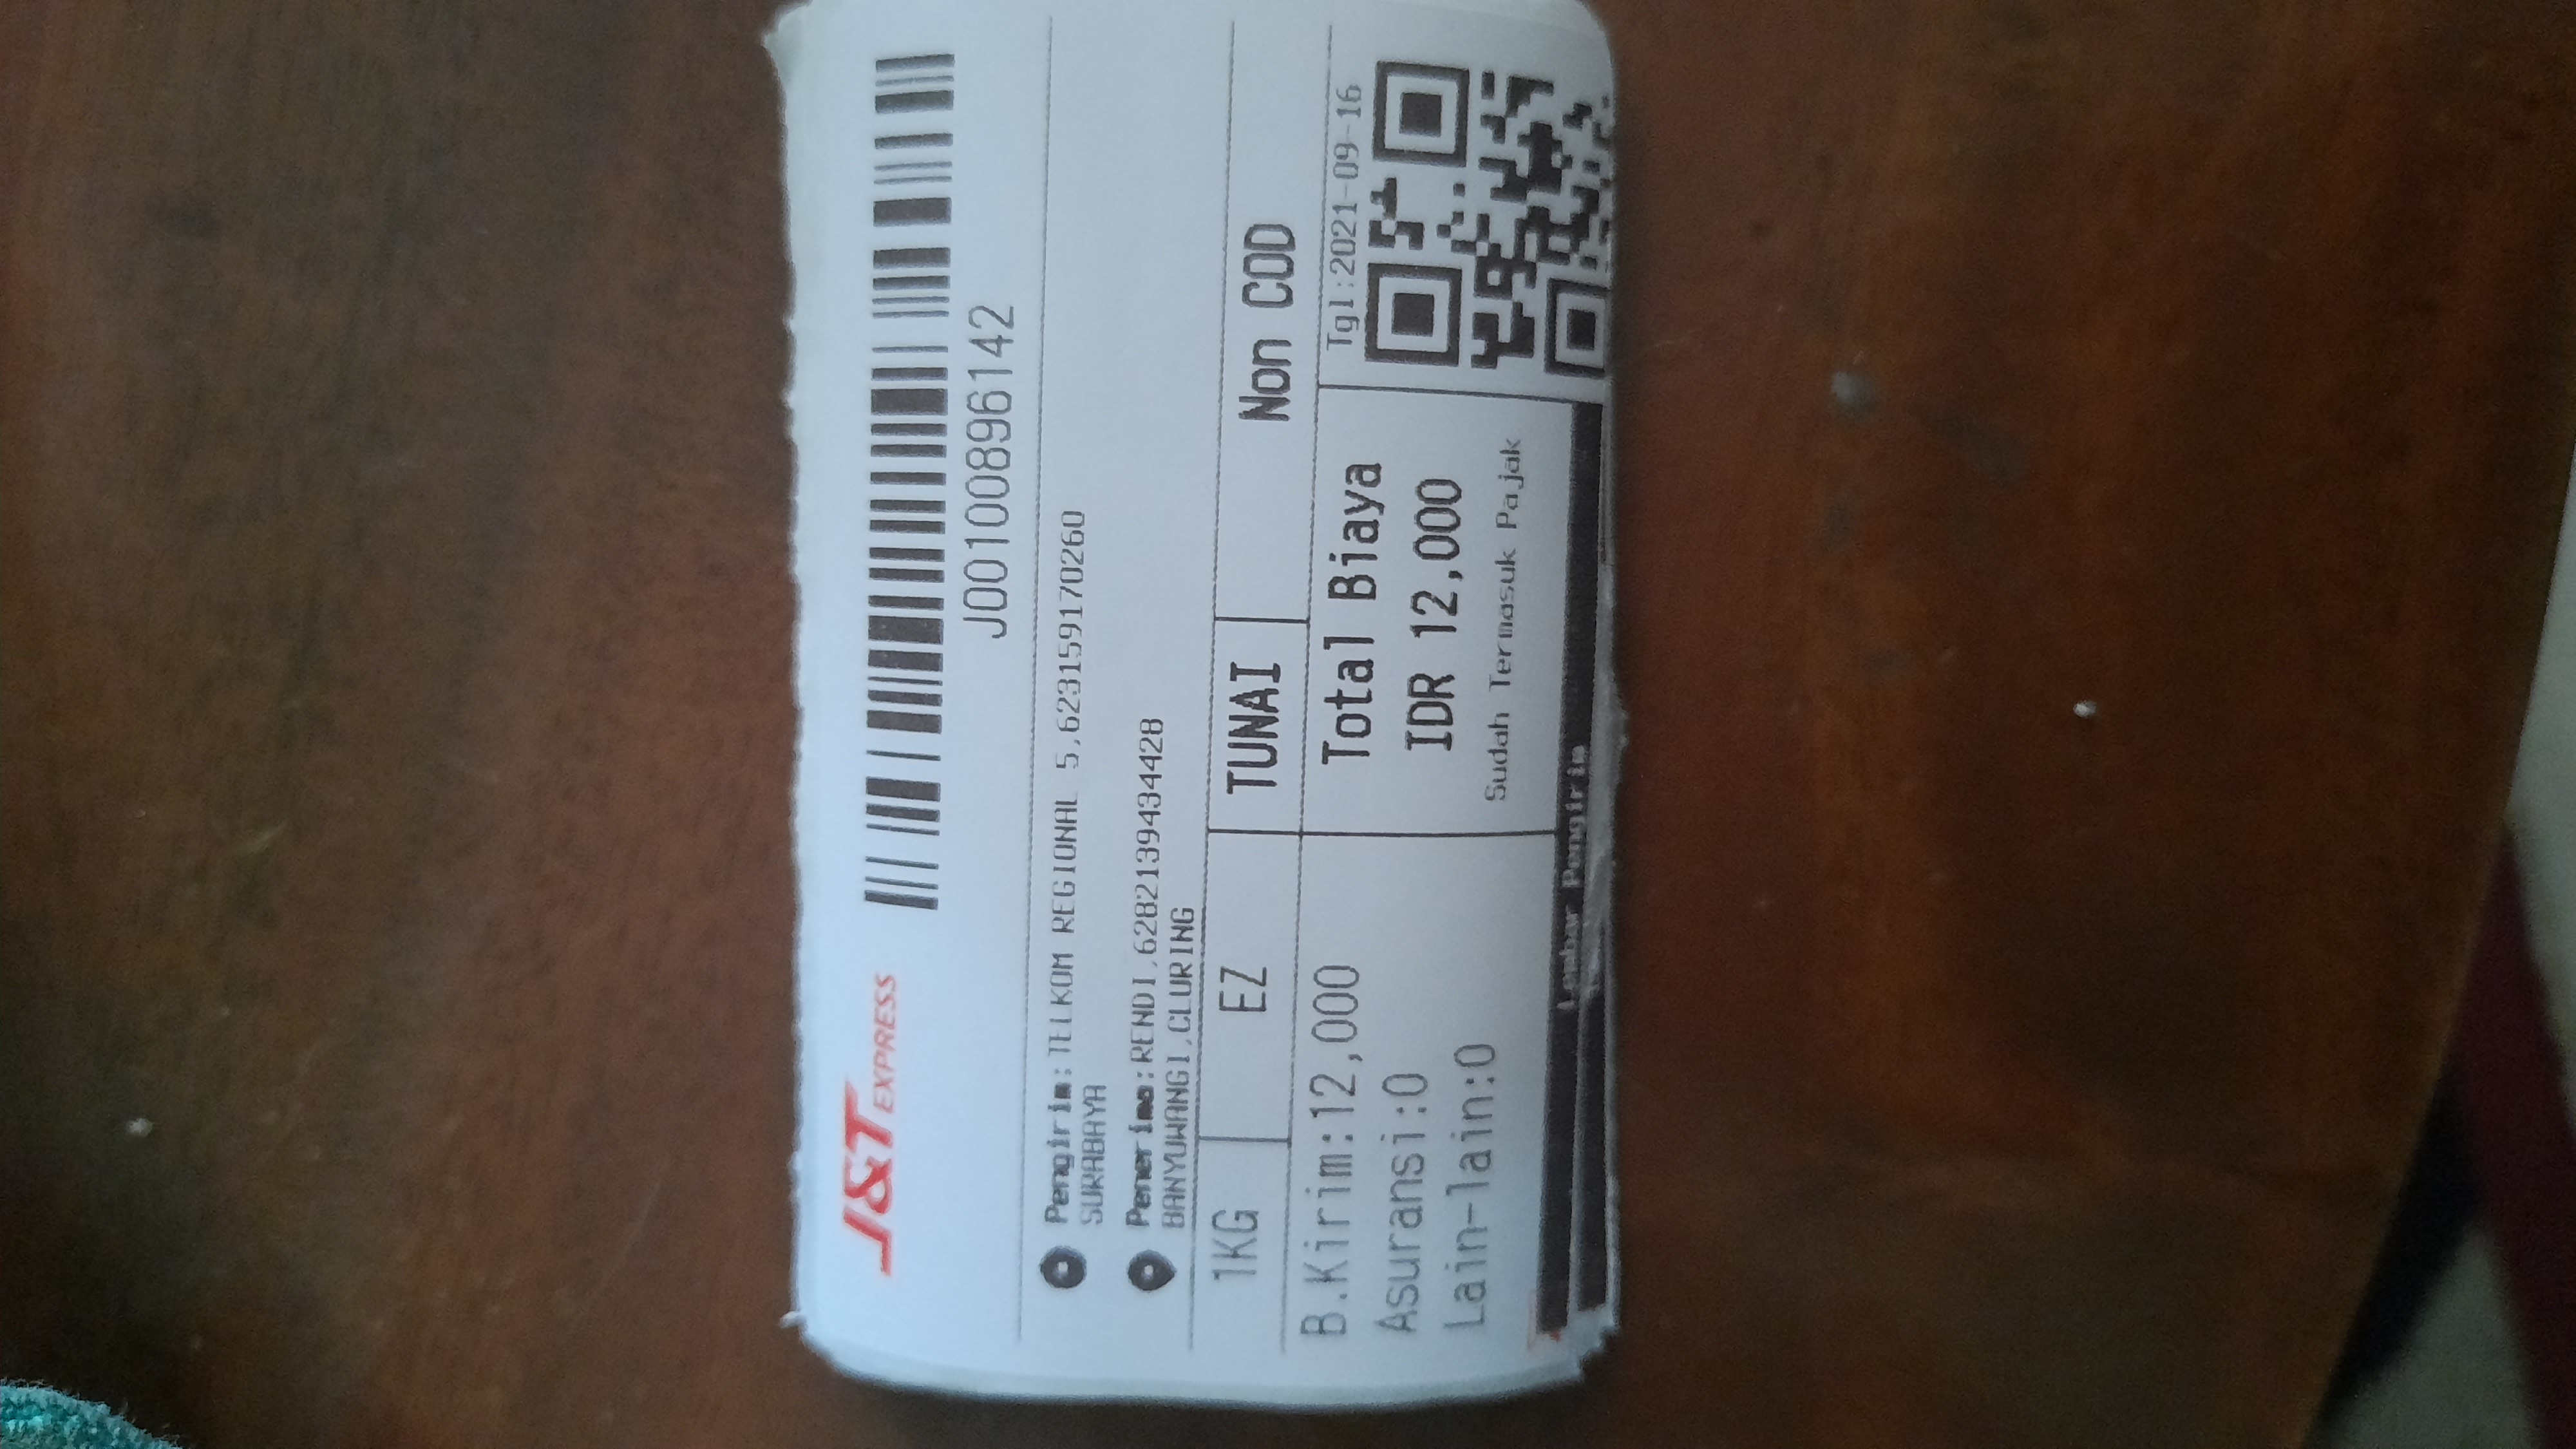 J&T EXPRESS
JO0100896142
Pengirim:TELKOM REGIONAL 5,623159170260
SURABAYA
Penerima:RENDI,6282139434428
BANYUWANGI,CLURING
1KG EZ TUNAI Non COD
B.Kirim:12,000
Asuransi:0
Lain-lain:0
Total Biaya
IDR 12,000
Sudah Termasuk Pajak
Tgl:2021-09-16
Lembar Pengirim